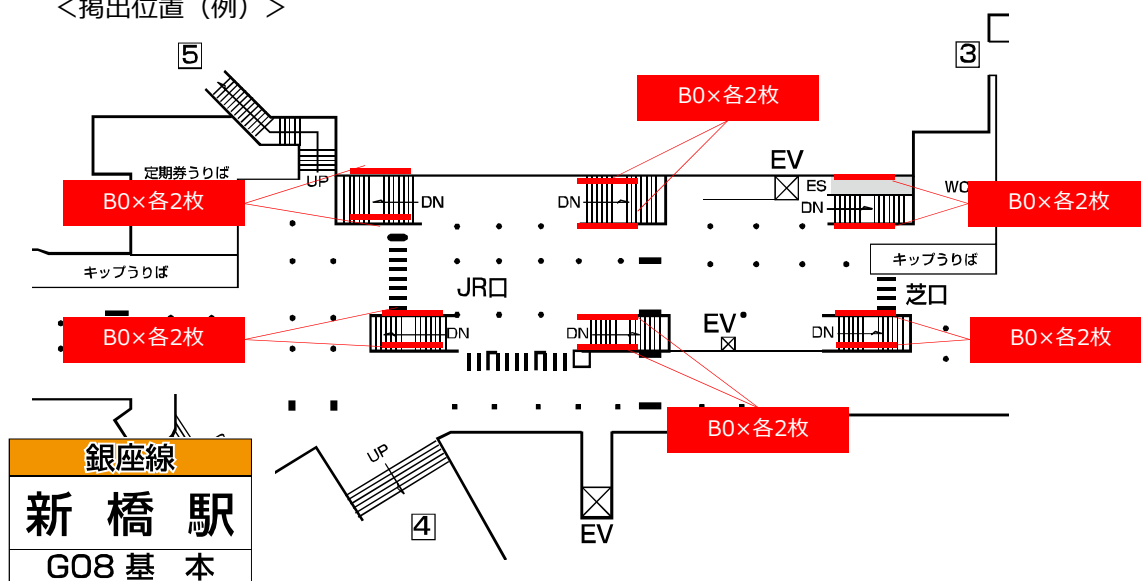 <掲出位置（例）>
5
3
B0×各2枚
EV
定期券うりば
UP
ES
WC
B0×各2枚
DN
DN
DN
B0×各2枚
キップうりば
キップうりば
JR口
芝口
EV
B0×各2枚
DN
DN
DN
B0×各2枚
B0×各2枚
UP
銀座線
新橋駅
4
EV
G08 基 本